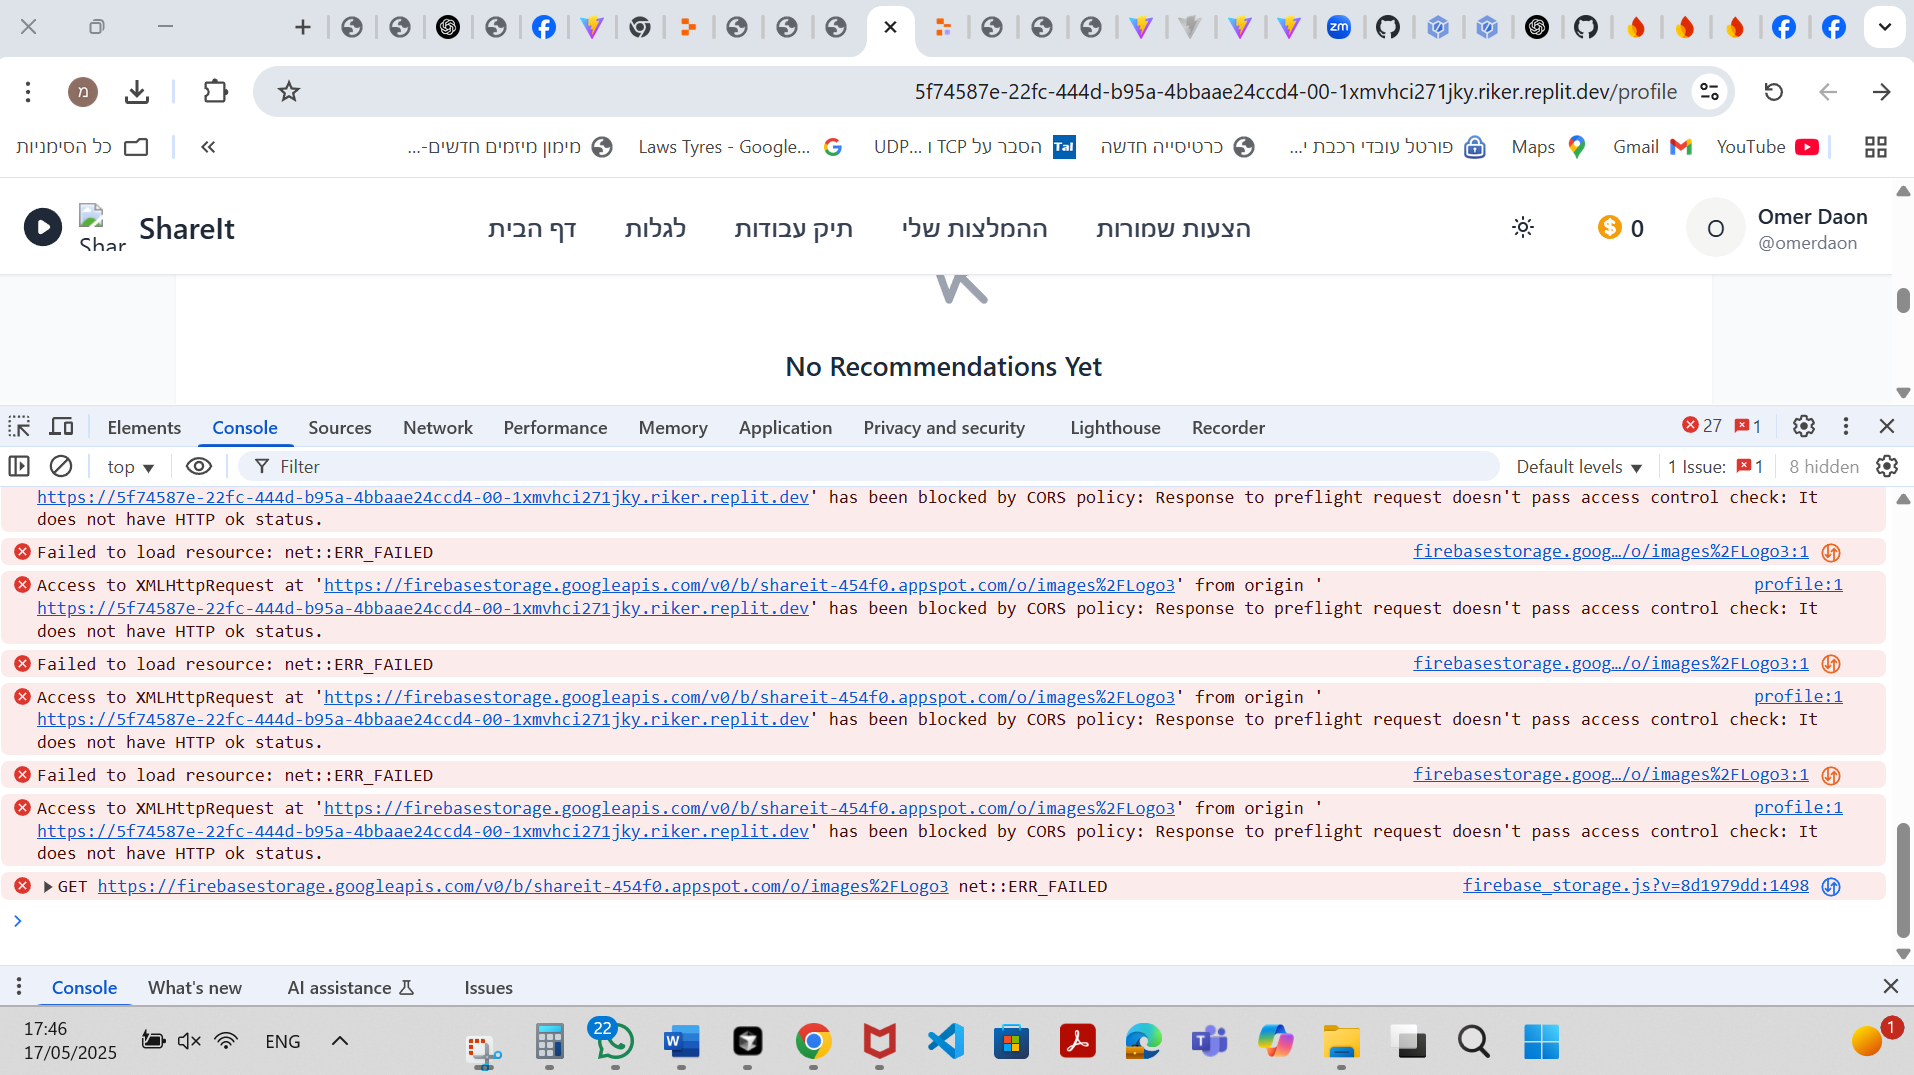 zm
מ
5f74587e-22fc-444d-b95a-4bbaae24ccd4-00-1xmvhci271jky.riker.replit.dev/profile
כל הסימניות
מימון מיזמים חדשים-...
Laws Tyres - Google...
הסבר על TCP ו UDP...
Tal
כרטיסייה חדשה
פורטל עובדי רכבת י...
Maps
Gmail
YouTube
Shar
ShareIt
דף הבית
לגלות
תיק עבודות
ההמלצות שלי
הצעות שמורות
$ 0
O
Omer Daon
@omerdaon
No Recommendations Yet
Elements Console Sources Network Performance Memory Application Privacy and security Lighthouse Recorder
27 1
top Filter Default levels 1 Issue: 1 8 hidden
https://5f74587e-22fc-444d-b95a-4bbaae24ccd4-00-1xmvhci271jky.riker.replit.dev' has been blocked by CORS policy: Response to preflight request doesn't pass access control check: It
does not have HTTP ok status.
Failed to load resource: net::ERR_FAILED firebasestorage.goog…/o/images%2FLogo3:1
Access to XMLHttpRequest at 'https://firebasestorage.googleapis.com/v0/b/shareit-454f0.appspot.com/o/images%2FLogo3' from origin ' profile:1
https://5f74587e-22fc-444d-b95a-4bbaae24ccd4-00-1xmvhci271jky.riker.replit.dev' has been blocked by CORS policy: Response to preflight request doesn't pass access control check: It
does not have HTTP ok status.
Failed to load resource: net::ERR_FAILED firebasestorage.goog…/o/images%2FLogo3:1
Access to XMLHttpRequest at 'https://firebasestorage.googleapis.com/v0/b/shareit-454f0.appspot.com/o/images%2FLogo3' from origin ' profile:1
https://5f74587e-22fc-444d-b95a-4bbaae24ccd4-00-1xmvhci271jky.riker.replit.dev' has been blocked by CORS policy: Response to preflight request doesn't pass access control check: It
does not have HTTP ok status.
Failed to load resource: net::ERR_FAILED firebasestorage.goog…/o/images%2FLogo3:1
Access to XMLHttpRequest at 'https://firebasestorage.googleapis.com/v0/b/shareit-454f0.appspot.com/o/images%2FLogo3' from origin ' profile:1
https://5f74587e-22fc-444d-b95a-4bbaae24ccd4-00-1xmvhci271jky.riker.replit.dev' has been blocked by CORS policy: Response to preflight request doesn't pass access control check: It
does not have HTTP ok status.
GET https://firebasestorage.googleapis.com/v0/b/shareit-454f0.appspot.com/o/images%2FLogo3 net::ERR_FAILED firebase_storage.js?v=8d1979dd:1498
Console What's new AI assistance Issues
17:46
17/05/2025
ENG
22
W
T
1